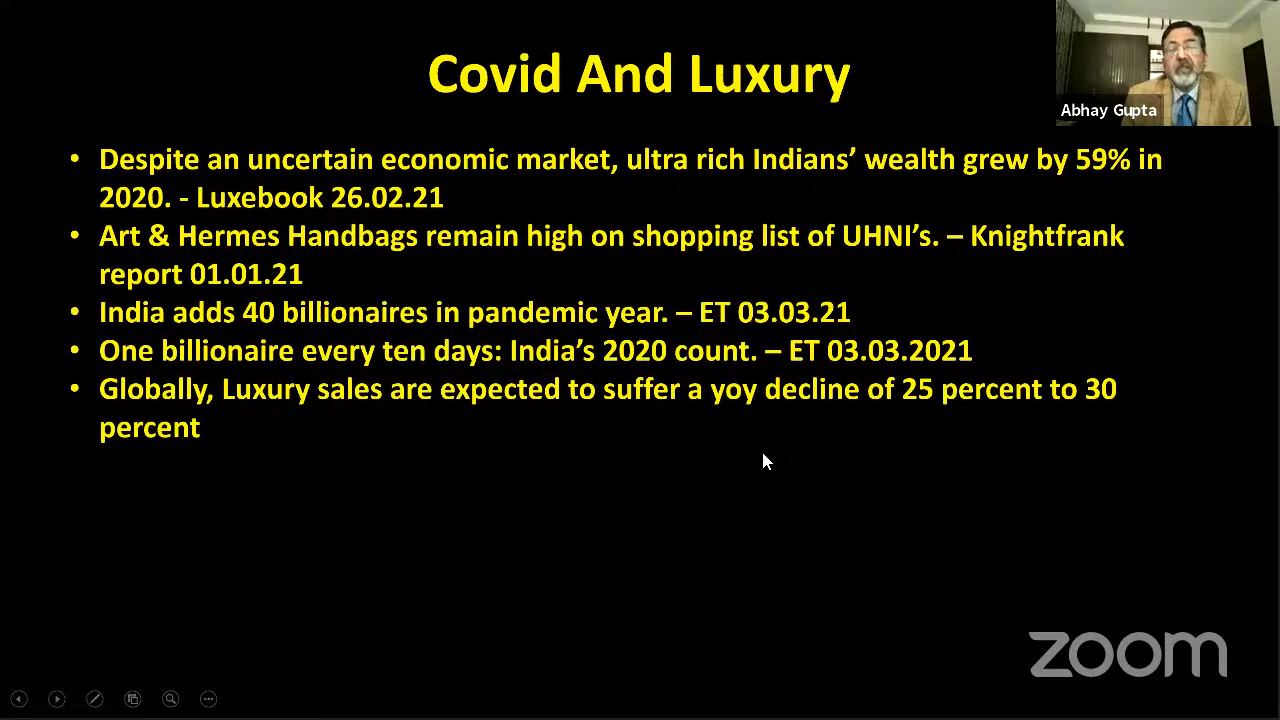 Covid And Luxury
Abhay Gupta
• Despite an uncertain economic market, ultra rich Indians’ wealth grew by 59% in
2020. - Luxebook 26.02.21
• Art & Hermes Handbags remain high on shopping list of UHNI’s. – Knightfrank
report 01.01.21
• India adds 40 billionaires in pandemic year. – ET 03.03.21
• One billionaire every ten days: India’s 2020 count. – ET 03.03.2021
• Globally, Luxury sales are expected to suffer a yoy decline of 25 percent to 30
percent
zoom